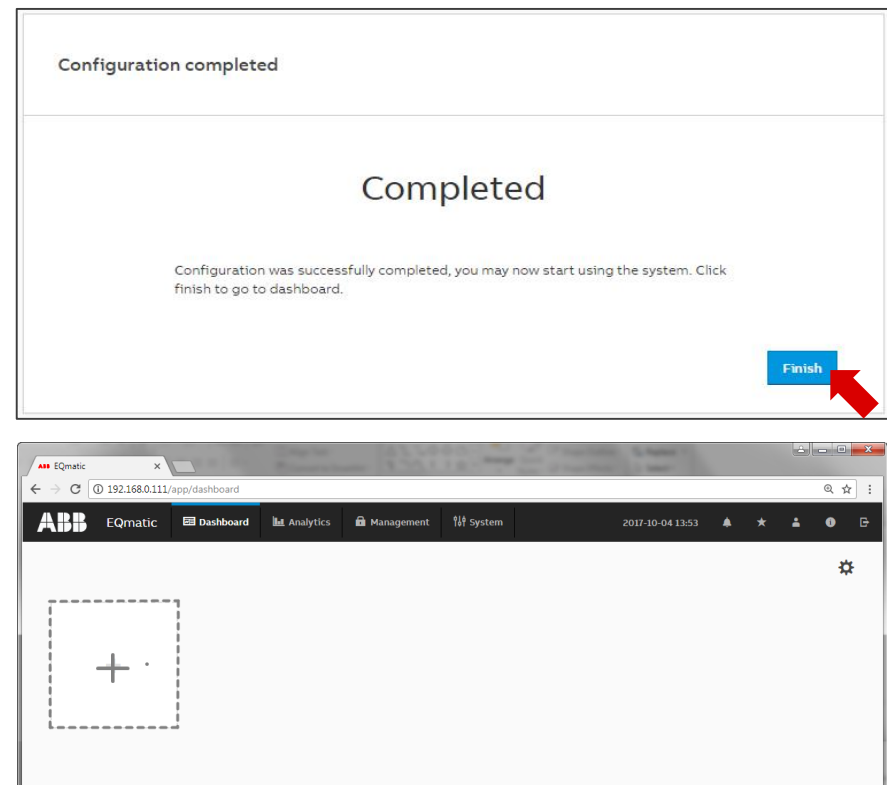 Configuration completed
Completed
Configuration was successfully completed, you may now start using the system. Click
finish to go to dashboard.
Finish
ABB EQmatic
192.168.0.111/app/dashboard
ABB EQmatic Dashboard Analytics Management System 2017-10-04 13:53